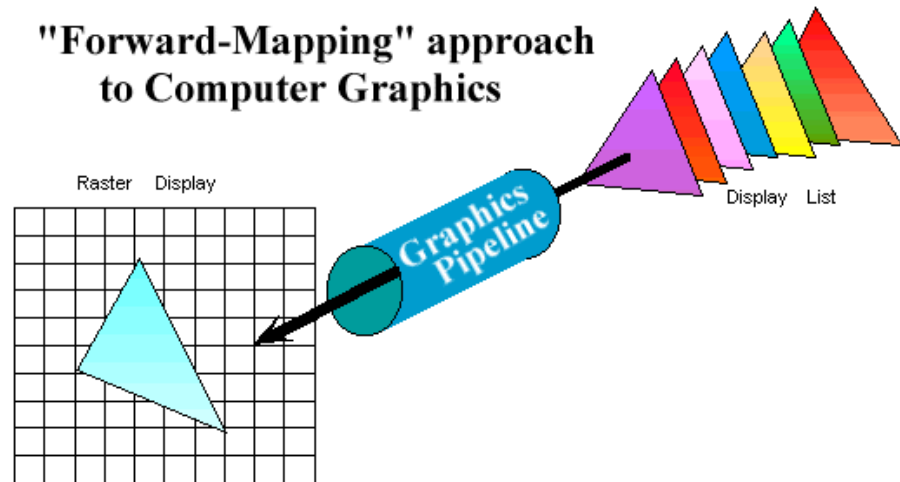 "Forward-Mapping" approach
to Computer Graphics
Raster Display
Graphics
Pipeline
Display List